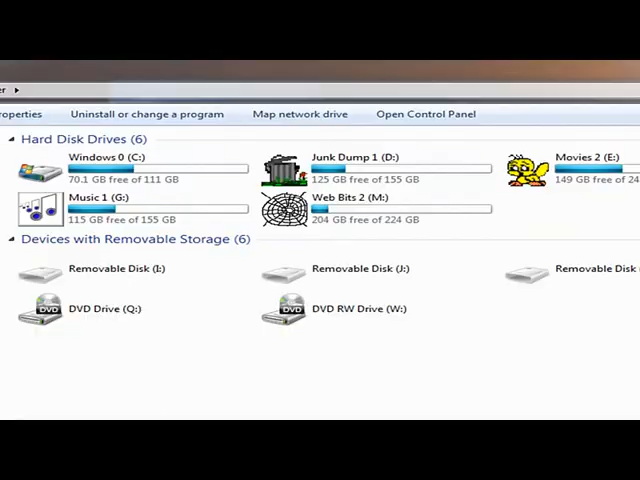 er ▸
roperties Uninstall or change a program Map network drive Open Control Panel
Hard Disk Drives (6)
Windows 0 (C:) Junk Dump 1 (D:) Movies 2 (E:)
70.1 GB free of 111 GB 125 GB free of 155 GB 149 GB free of 24
Music 1 (G:) Web Bits 2 (M:)
115 GB free of 155 GB 204 GB free of 224 GB
Devices with Removable Storage (6)
Removable Disk (I:) Removable Disk (J:) Removable Disk
DVD Drive (Q:) DVD RW Drive (W:)
DVD DVD